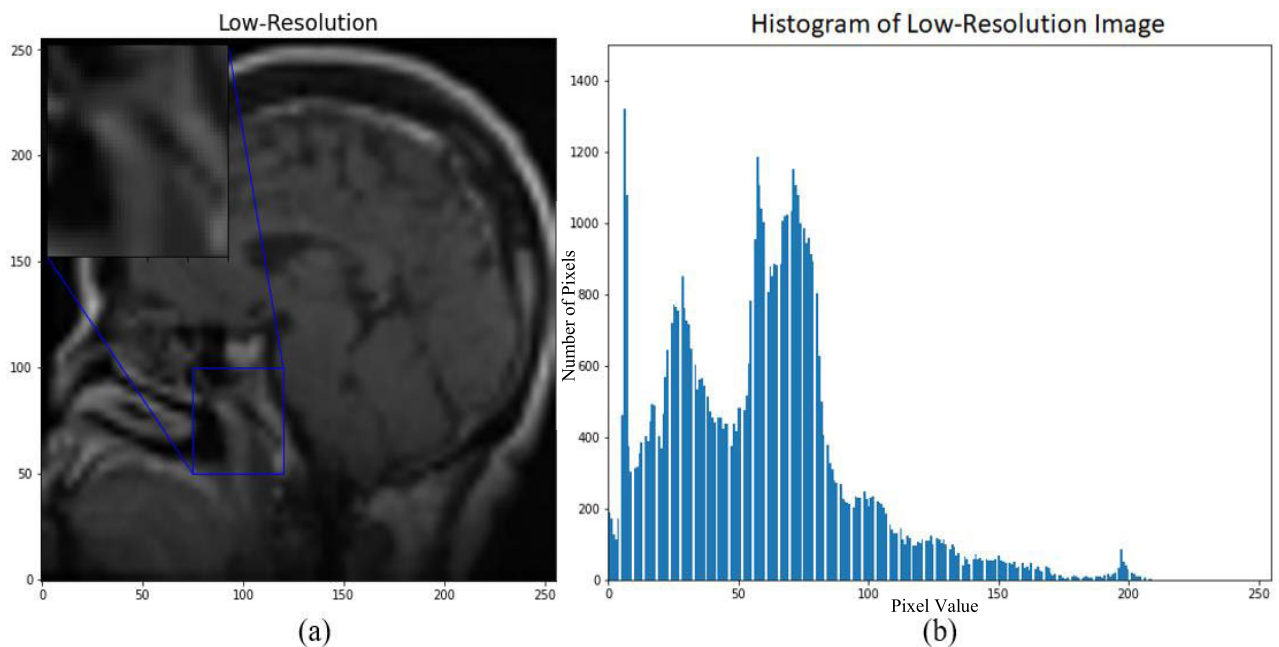 Low-Resolution
250
200
150
100
50
0
0 50 100 150 200 250
(a)
Histogram of Low-Resolution Image
Number of Pixels
1400
1200
1000
800
600
400
200
0
0 50 100 150 200 250
Pixel Value
(b)